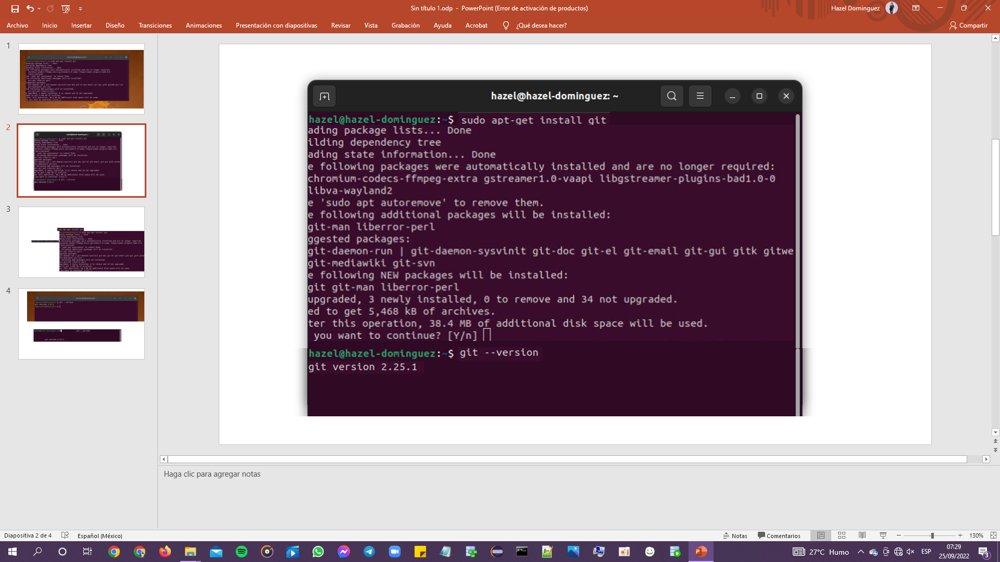 Sin título 1.odp - PowerPoint (Error de activación de productos)
Hazel Dominguez
Archivo Inicio Insertar Diseño Transiciones Animaciones Presentación con diapositivas Revisar Vista Grabación Ayuda Acrobat ¿Qué desea hacer? Compartir
1
2
3
4
hazel@hazel-dominguez: ~
hazel@hazel-dominguez:~$ sudo apt-get install git
ading package lists... Done
ilding dependency tree
ading state information... Done
e following packages were automatically installed and are no longer required:
chromium-codecs-ffmpeg-extra gstreamer1.0-vaapi libgstreamer-plugins-bad1.0-0
libva-wayland2
e 'sudo apt autoremove' to remove them.
e following additional packages will be installed:
git-man liberror-perl
ggested packages:
git-daemon-run | git-daemon-sysvinit git-doc git-el git-email git-gui gitk gitwe
git-mediawiki git-svn
e following NEW packages will be installed:
git git-man liberror-perl
upgraded, 3 newly installed, 0 to remove and 34 not upgraded.
ed to get 5,468 kB of archives.
ter this operation, 38.4 MB of additional disk space will be used.
you want to continue? [Y/n]
hazel@hazel-dominguez:~$ git --version
git version 2.25.1
Haga clic para agregar notas
Diapositiva 2 de 4 Español (México) Notas Comentarios 130%
27°C Humo ESP 07:29
25/09/2022 3